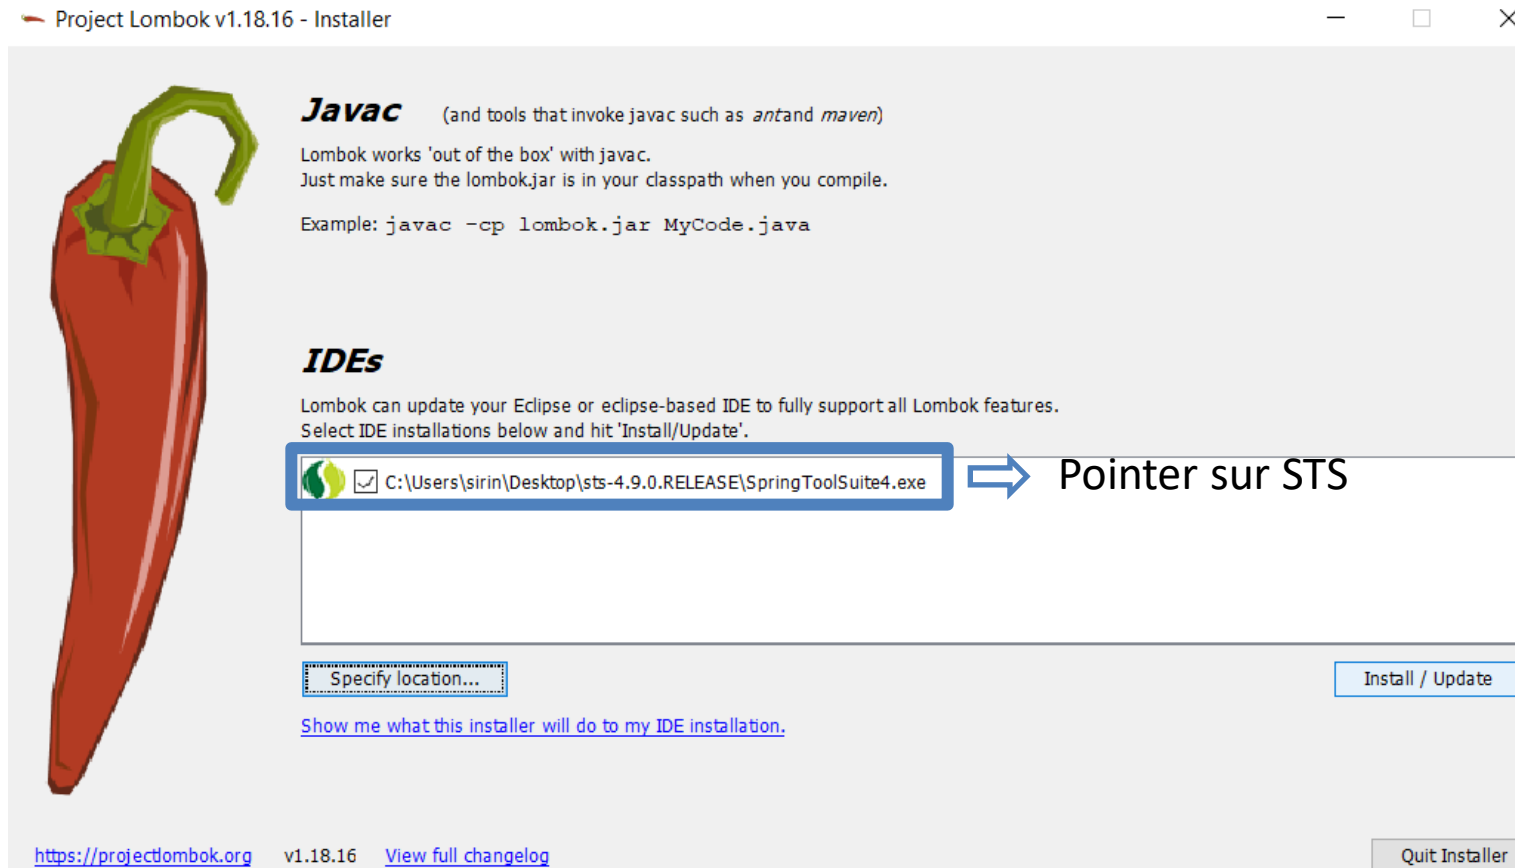 Project Lombok v1.18.16 - Installer
Javac (and tools that invoke javac such as antand maven)
Lombok works 'out of the box' with javac.
Just make sure the lombok.jar is in your classpath when you compile.
Example: javac -cp lombok.jar MyCode.java
IDEs
Lombok can update your Eclipse or eclipse-based IDE to fully support all Lombok features.
Select IDE installations below and hit 'Install/Update'.
C:\Users\sirin\Desktop\sts-4.9.0.RELEASE\SpringToolSuite4.exe
Pointer sur STS
Specify location...
Install / Update
Show me what this installer will do to my IDE installation.
https://projectlombok.org v1.18.16 View full changelog
Quit Installer